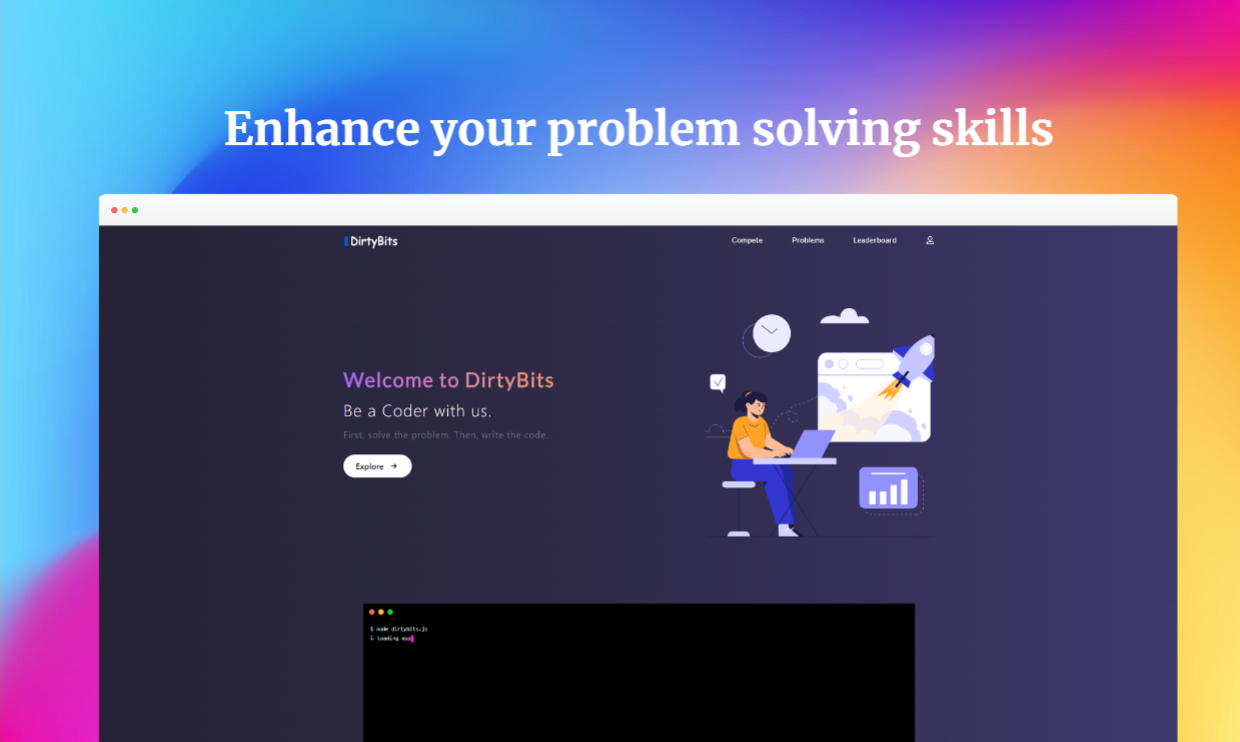 Enhance your problem solving skills
DirtyBits
Compete
Problems
Leaderboard
Welcome to DirtyBits
Be a Coder with us.
First, solve the problem. Then, write the code.
Explore →
$ node dirtybits.js
i Loading app